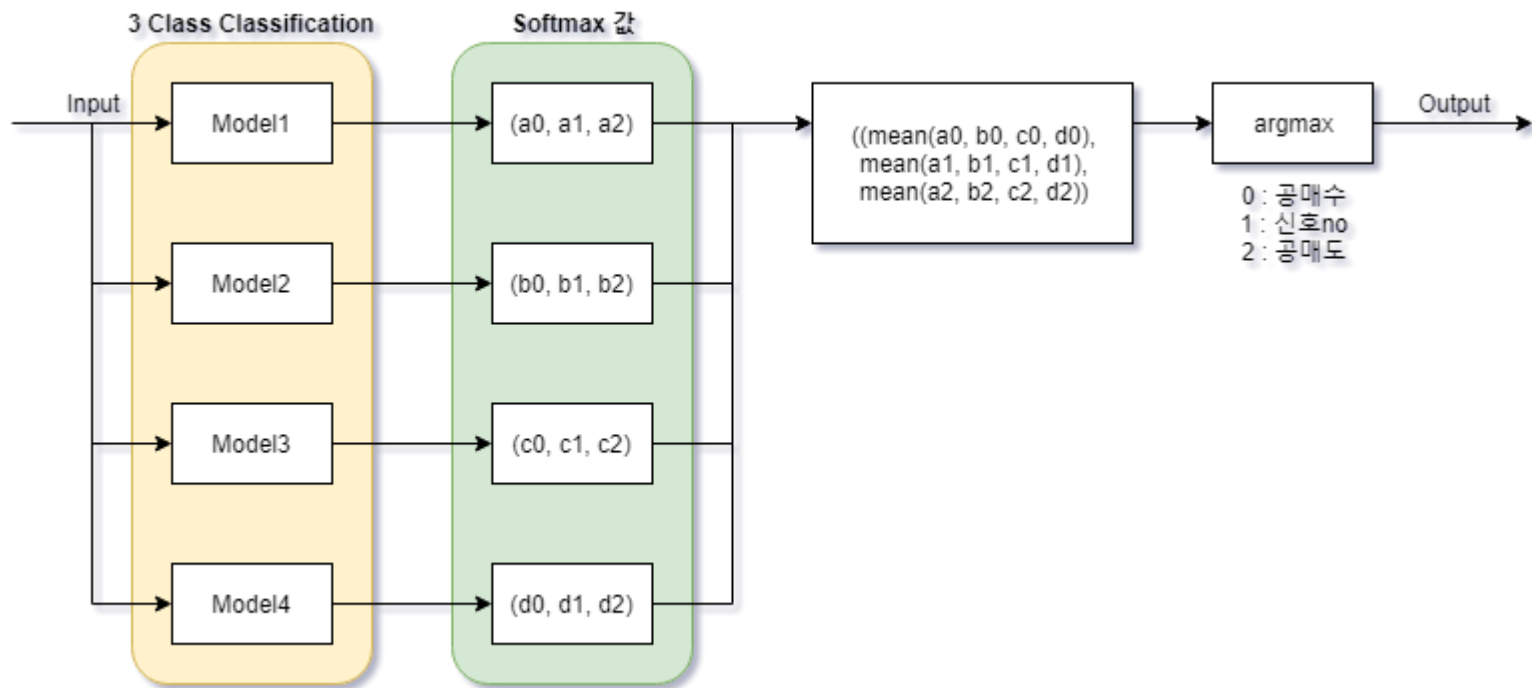 3 Class Classification
Softmax 값
Input
Model1
(a0, a1, a2)
((mean(a0, b0, c0, d0),
mean(a1, b1, c1, d1),
mean(a2, b2, c2, d2))
argmax
Output
0 : 공매수
1 : 신호no
2 : 공매도
Model2
(b0, b1, b2)
Model3
(c0, c1, c2)
Model4
(d0, d1, d2)